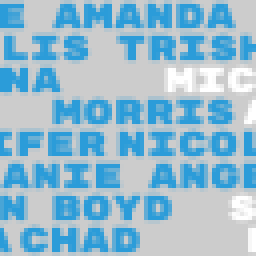 E AMANDA
LIS TRISH
NA MIC
MORRIS A
IFER NICOL
ANIE ANGE
N BOYD S
A CHAD